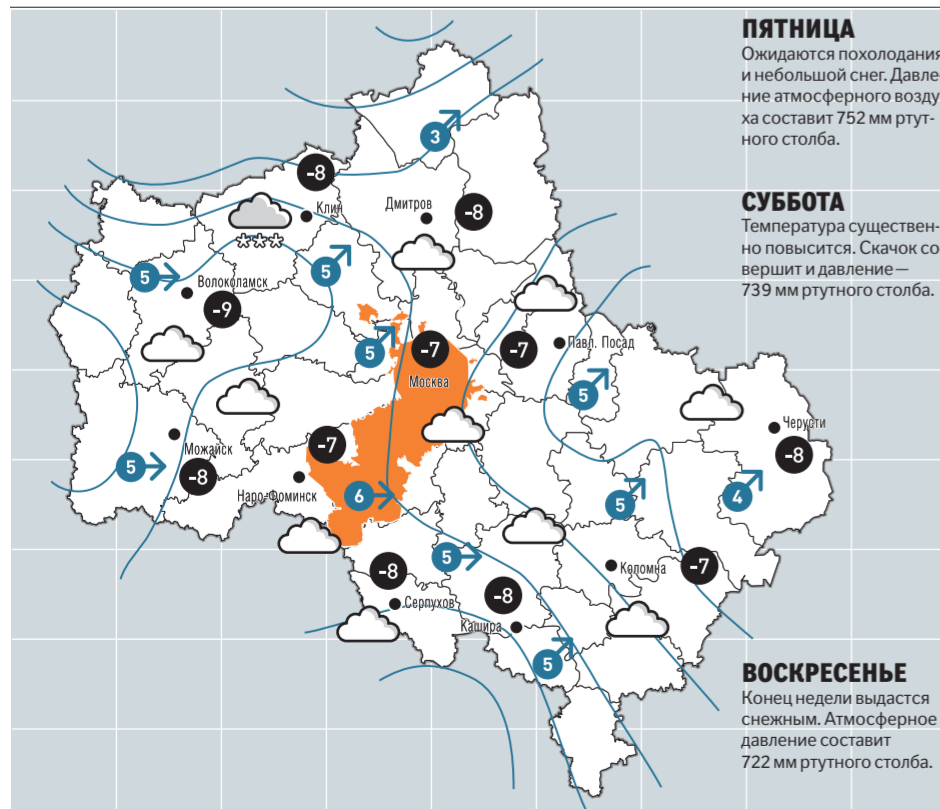 ПЯТНИЦА
Ожидаются похолодания
и небольшой снег. Давле-
ние атмосферного возду
ха составит 752 мм ртут-
ного столба.
СУББОТА
Температура существен-
но повысится. Скачок со
вершит и давление —
739 мм ртутного столба.
ВОСКРЕСЕНЬЕ
Конец недели выдастся
снежным. Атмосферное
давление составит
722 мм ртутного столба.
3
-8
Клин
Дмитров
-8
5
Волоколамск
5
-9
5
-7
Москва
-7
Павл. Посад
5
Черусти
-8
Можайск
5
-8
-7
Наро-Фоминск
6
5
4
5
Коломна
-7
-8
Серпухов
-8
Кашира
5